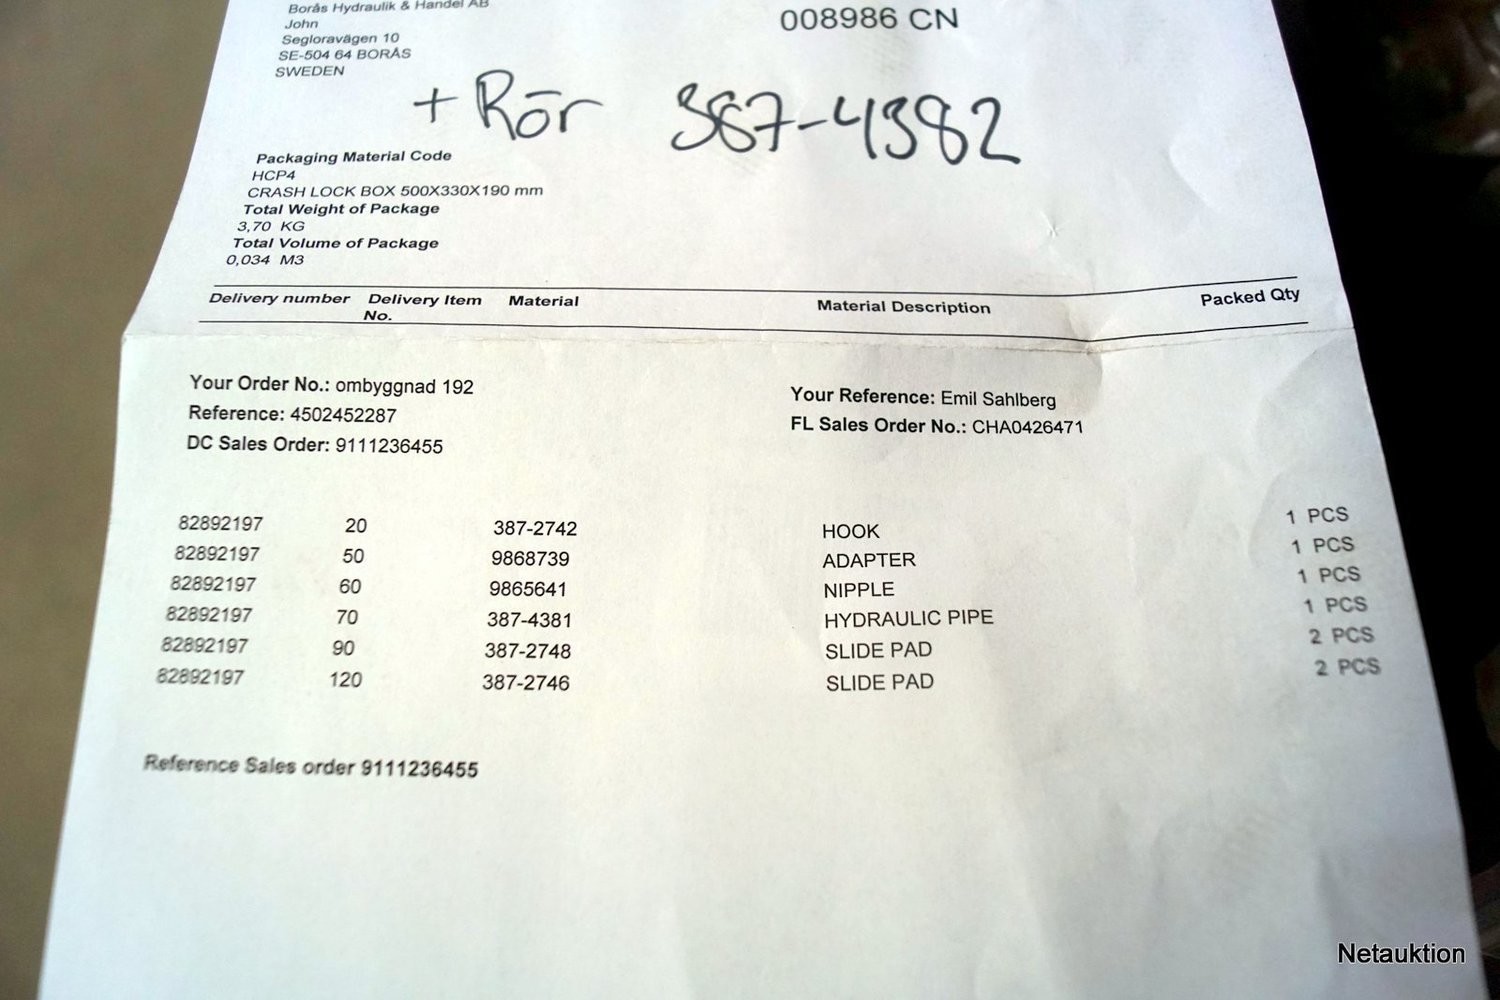 Borås Hydraulik & Handel AB
John
Segloravägen 10
SE-504 64 BORÅS
SWEDEN
008986 CN
+ Rör 387-4382
Packaging Material Code
HCP4
CRASH LOCK BOX 500X330X190 mm
Total Weight of Package
3,70 KG
Total Volume of Package
0,034 M3
Delivery number Delivery Item No. Material Material Description Packed Qty
Your Order No.: ombyggnad 192
Reference: 4502452287
DC Sales Order: 9111236455
Your Reference: Emil Sahlberg
FL Sales Order No.: CHA0426471
82892197 20 387-2742 HOOK 1 PCS
82892197 50 9868739 ADAPTER 1 PCS
82892197 60 9865641 NIPPLE 1 PCS
82892197 70 387-4381 HYDRAULIC PIPE 1 PCS
82892197 90 387-2748 SLIDE PAD 2 PCS
82892197 120 387-2746 SLIDE PAD 2 PCS
Reference Sales order 9111236455
Netauktion